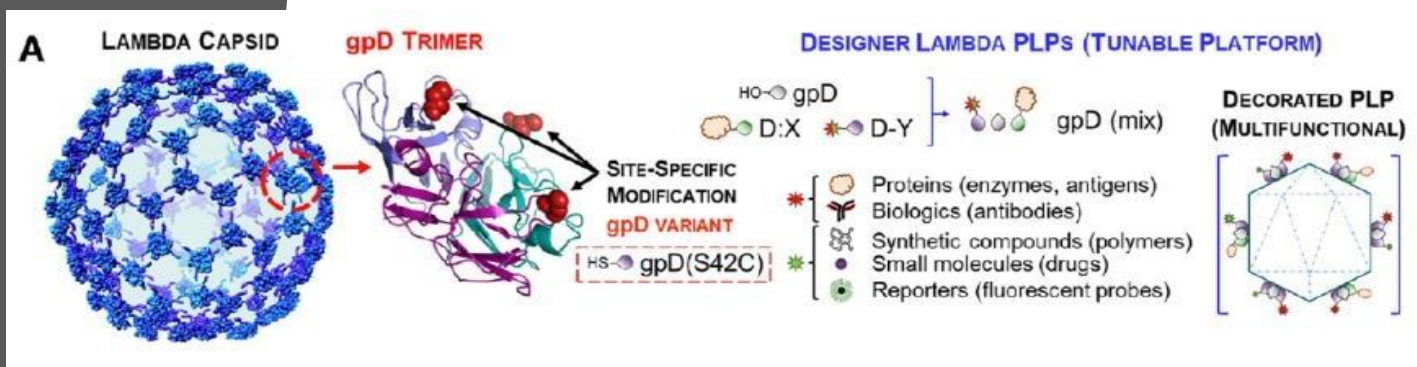 A
LAMBDA CAPSID
gpD TRIMER
SITE-SPECIFIC
MODIFICATION
gpD VARIANT
HS- gpD(S42C)
DESIGNER LAMBDA PLPs (TUNABLE PLATFORM)
HO- gpD
D:X D-Y
gpD (mix)
Proteins (enzymes, antigens)
Biologics (antibodies)
Synthetic compounds (polymers)
Small molecules (drugs)
Reporters (fluorescent probes)
DECORATED PLP
(MULTIFUNCTIONAL)